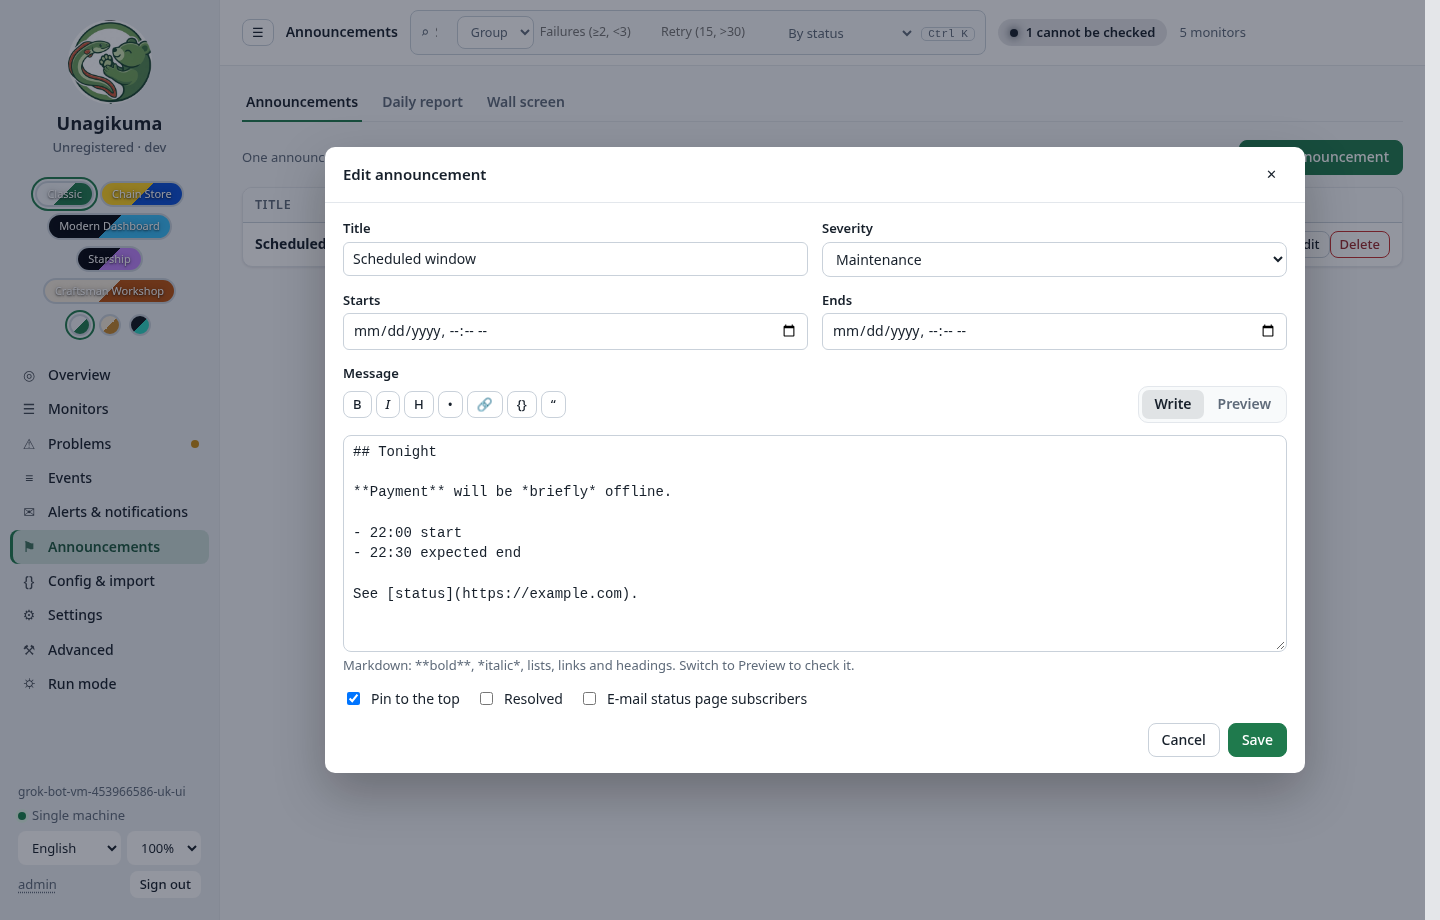 Unagikuma
Unregistered · dev
Classic
Chain Store
Modern Dashboard
Starship
Craftsman Workshop
Overview
Monitors
Problems
Events
Alerts & notifications
Announcements
Config & import
Settings
Advanced
Run mode
grok-bot-vm-453966586-uk-ui
Single machine
English
100%
admin
Sign out
Announcements
Group
Failures (≥2, <3)
Retry (15, >30)
By status
Ctrl K
1 cannot be checked
5 monitors
Announcements
Daily report
Wall screen
One announc
nouncement
TITLE
Scheduled
dit
Delete
Edit announcement
×
Title
Scheduled window
Severity
Maintenance
Starts
mm/dd/yyyy, --:-- --
Ends
mm/dd/yyyy, --:-- --
Message
B
I
H
•
{}
“
Write
Preview
## Tonight
**Payment** will be *briefly* offline.
- 22:00 start
- 22:30 expected end
See [status](https://example.com).
Markdown: **bold**, *italic*, lists, links and headings. Switch to Preview to check it.
Pin to the top
Resolved
E-mail status page subscribers
Cancel
Save